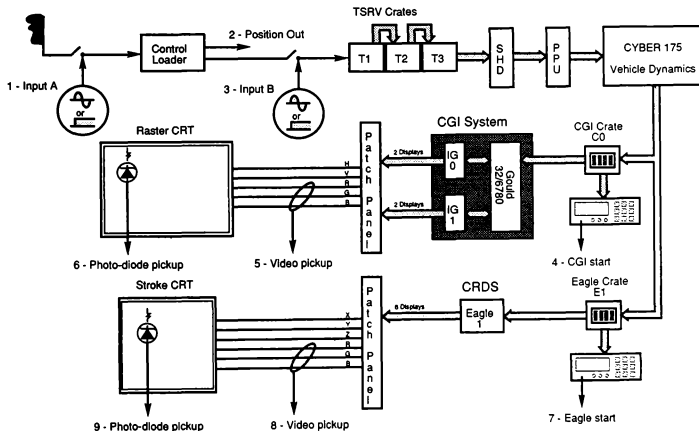 TSRV Crates
2 - Position Out
Control
Loader
T1
T2
T3
S
H
D
P
P
U
CYBER 175
Vehicle Dynamics
1 - Input A
or
3 - Input B
or
Raster CRT
H
V
R
G
B
P
a
t
c
h
P
a
n
e
l
2 Displays
2 Displays
CGI System
IG
0
IG
1
Gould
32/6780
CGI Crate
C0
6 - Photo-diode pickup
5 - Video pickup
4 - CGI start
Stroke CRT
X
Y
Z
R
G
B
P
a
t
c
h
P
a
n
e
l
8 Displays
CRDS
Eagle
1
Eagle Crate
E1
9 - Photo-diode pickup
8 - Video pickup
7 - Eagle start